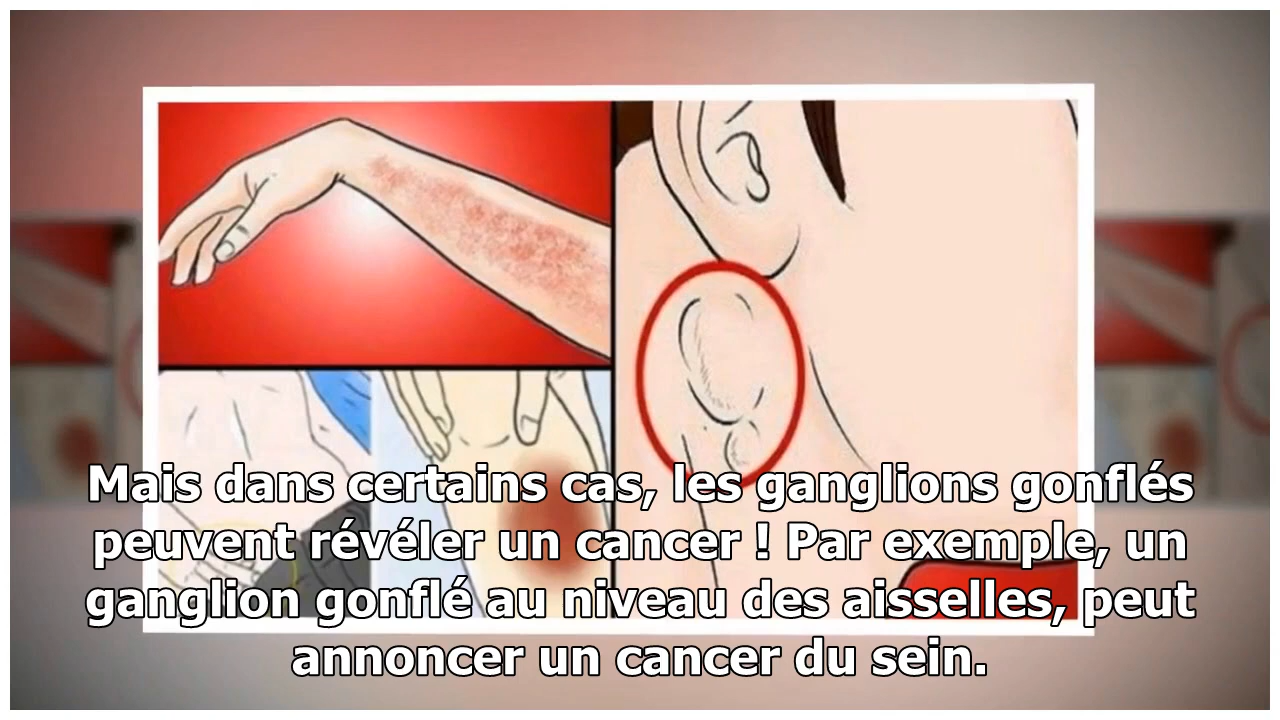 Mais dans certains cas, les ganglions gonflés
peuvent révéler un cancer ! Par exemple, un
ganglion gonflé au niveau des aisselles, peut
annoncer un cancer du sein.